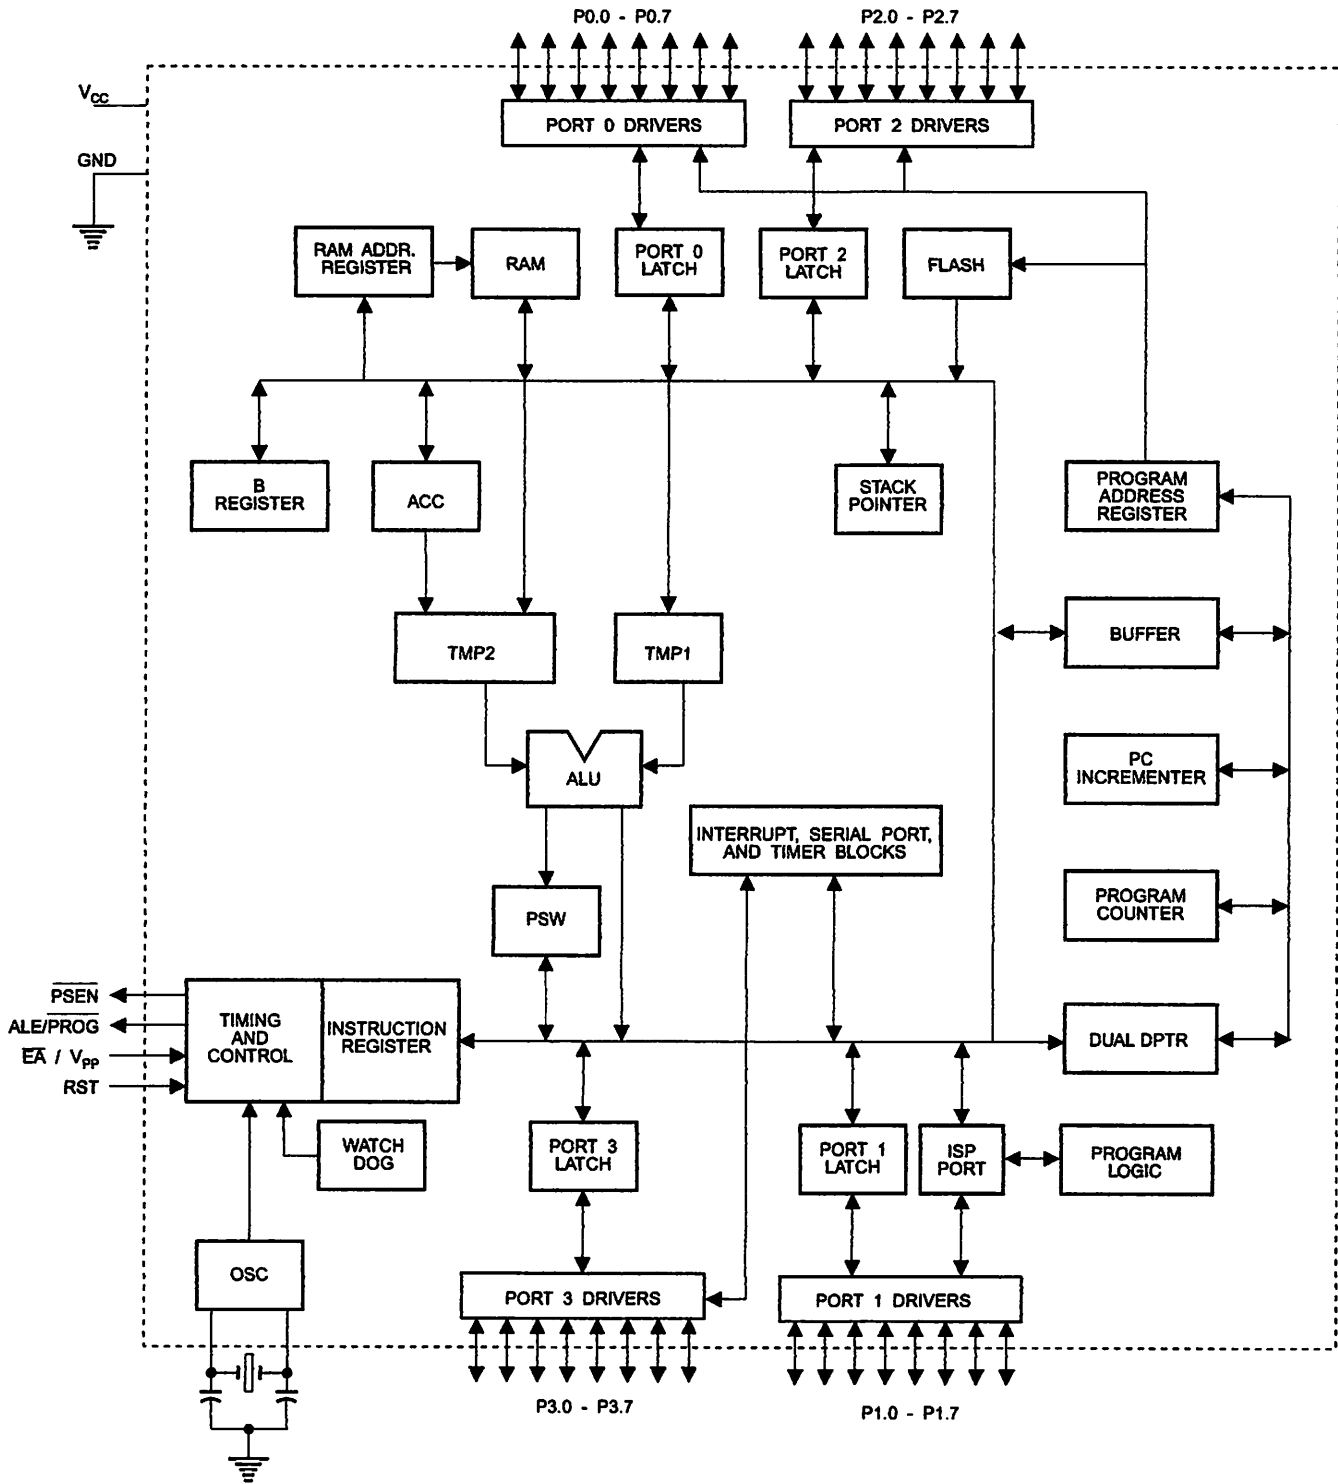 P0.0 - P0.7
P2.0 - P2.7
VCC
GND
PORT 0 DRIVERS
PORT 2 DRIVERS
RAM ADDR.
REGISTER
RAM
PORT 0
LATCH
PORT 2
LATCH
FLASH
B
REGISTER
ACC
STACK
POINTER
PROGRAM
ADDRESS
REGISTER
TMP2
TMP1
BUFFER
ALU
PC
INCREMENTER
INTERRUPT, SERIAL PORT,
AND TIMER BLOCKS
PSW
PROGRAM
COUNTER
PSEN
ALE/PROG
EA / VPP
RST
TIMING
AND
CONTROL
INSTRUCTION
REGISTER
DUAL DPTR
WATCH
DOG
PORT 3
LATCH
PORT 1
LATCH
ISP
PORT
PROGRAM
LOGIC
OSC
PORT 3 DRIVERS
PORT 1 DRIVERS
P3.0 - P3.7
P1.0 - P1.7